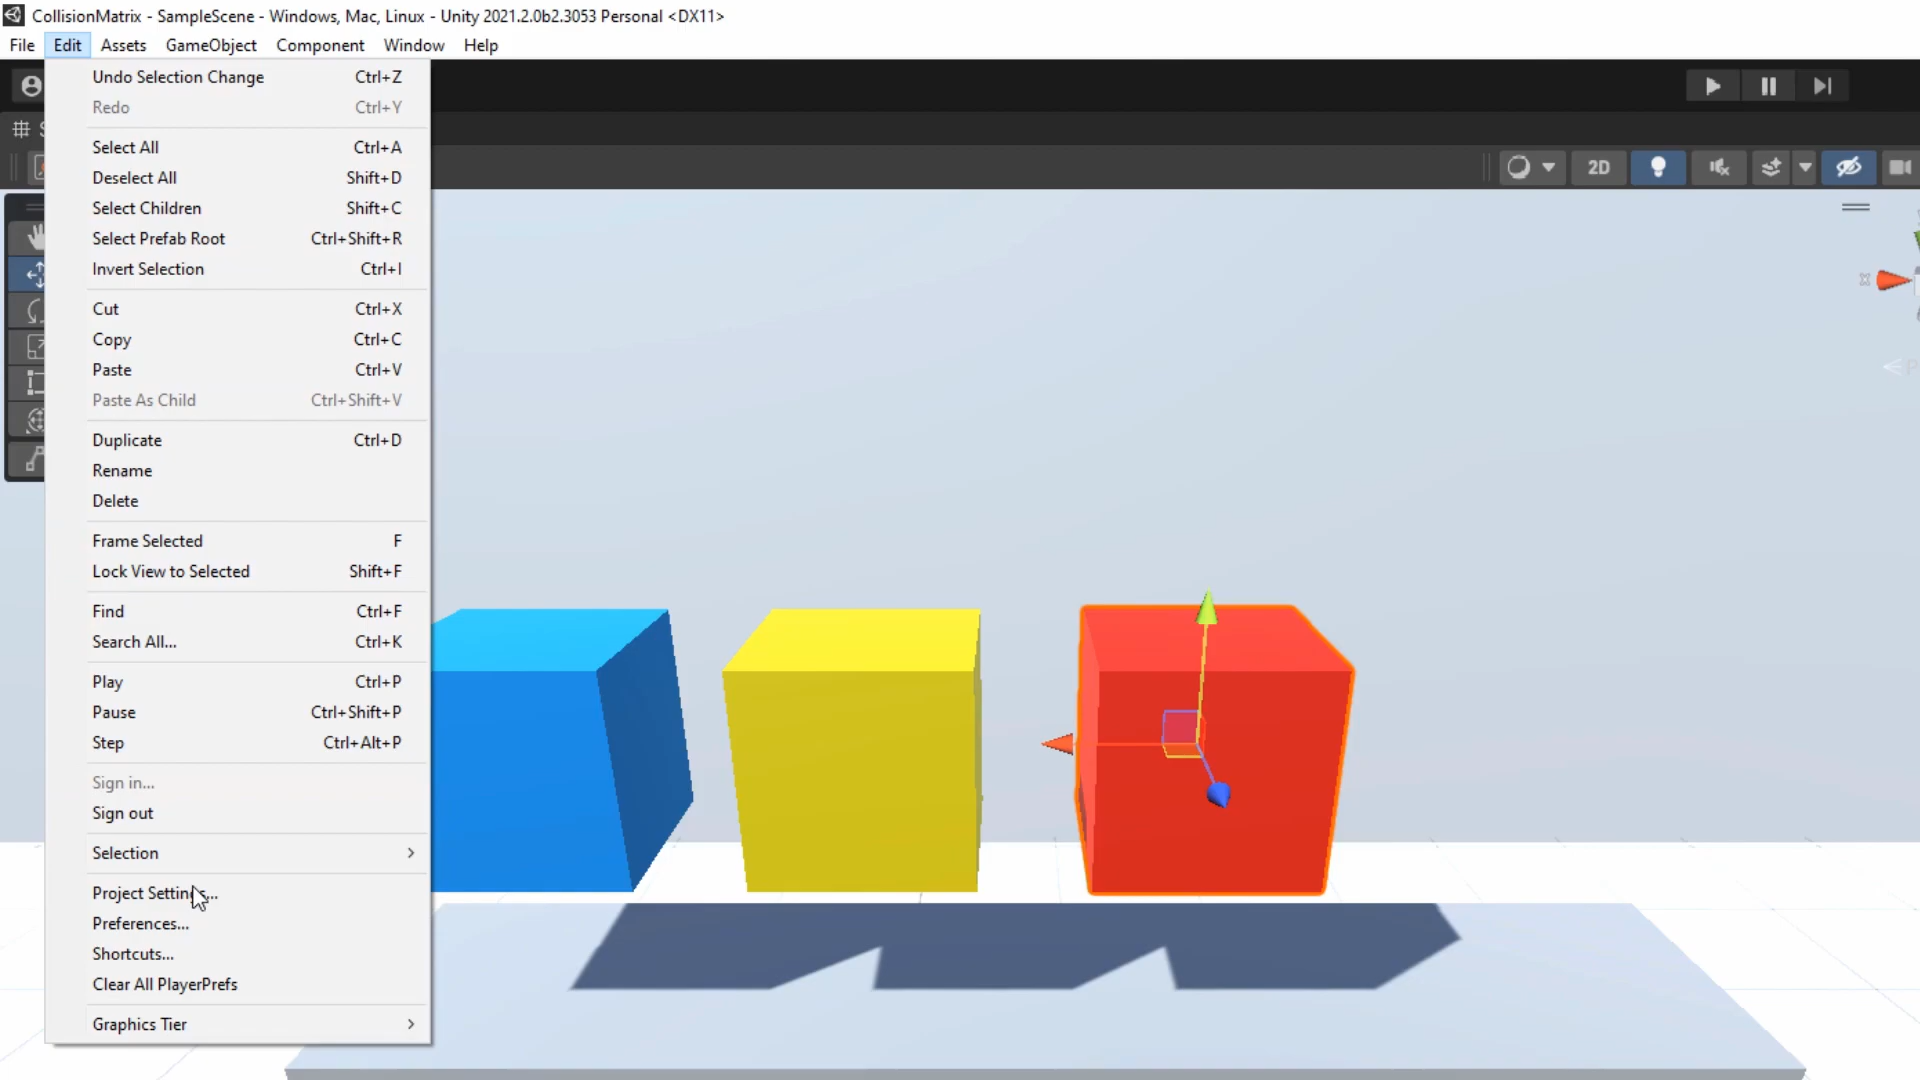 CollisionMatrix - SampleScene - Windows, Mac, Linux - Unity 2021.2.0b2.3053 Personal <DX11>
File Edit Assets GameObject Component Window Help
Undo Selection Change Ctrl+Z
Redo Ctrl+Y
Select All Ctrl+A
Deselect All Shift+D
2D
Select Children Shift+C
Select Prefab Root Ctrl+Shift+R
Invert Selection Ctrl+I
x
Cut Ctrl+X
Copy Ctrl+C
Paste Ctrl+V
Paste As Child Ctrl+Shift+V
Duplicate Ctrl+D
Rename
Delete
Frame Selected F
Lock View to Selected Shift+F
Find Ctrl+F
Search All... Ctrl+K
Play Ctrl+P
Pause Ctrl+Shift+P
Step Ctrl+Alt+P
Sign in...
Sign out
Selection
Project Settings...
Preferences...
Shortcuts...
Clear All PlayerPrefs
Graphics Tier